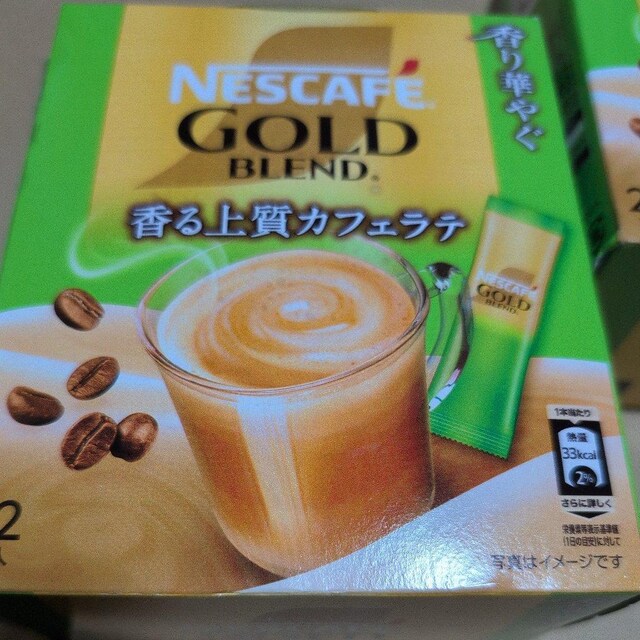 香り華やぐ
NESCAFÉ
GOLD
BLEND
香る上質カフェラテ
NESCAFÉ
GOLD
BLEND
1本当たり
熱量
33kcal
2%
さらに詳しく
栄養素等表示基準値
(1日の目安)に対して
写真はイメージです
2
2